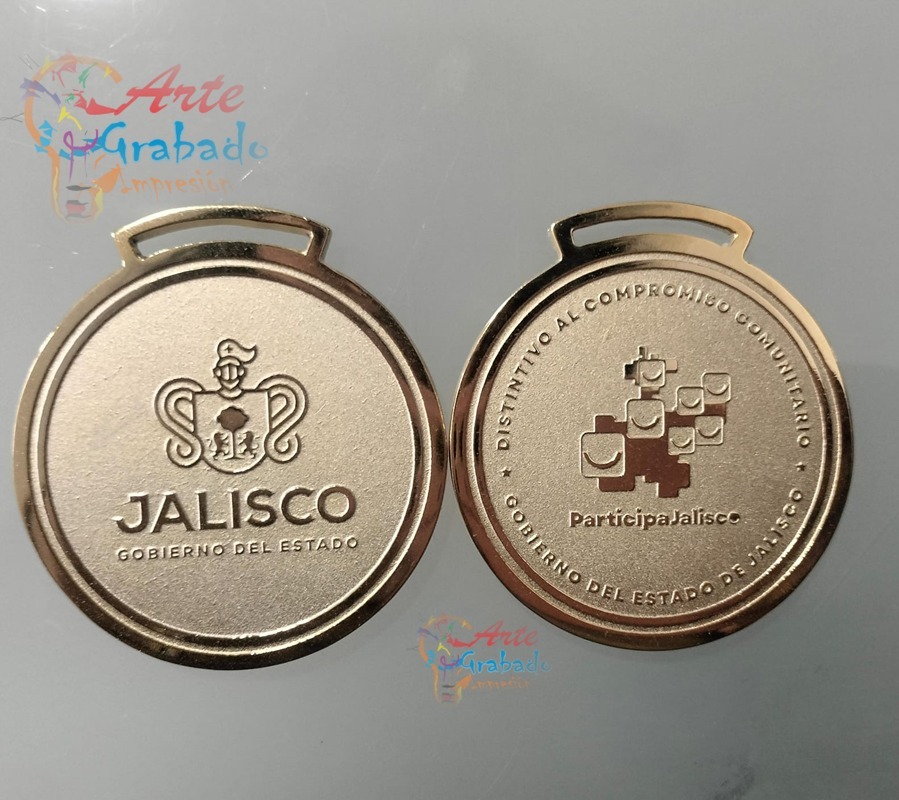 Arte
Grabado
Impresión
JALISCO
GOBIERNO DEL ESTADO
DISTINTIVO AL COMPROMISO COMUNITARIO
ParticipaJalisco
★ GOBIERNO DEL ESTADO DE JALISCO ★
Arte
Grabado
Impresión